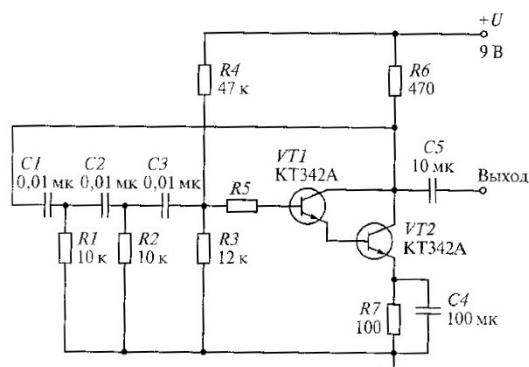 +U
9 В
R4
47 к
R6
470
C1
0,01 мк
C2
0,01 мк
C3
0,01 мк
R5
VT1
КТ342А
C5
10 мк
Выход
VT2
КТ342А
R1
10 к
R2
10 к
R3
12 к
R7
100
C4
100 мк